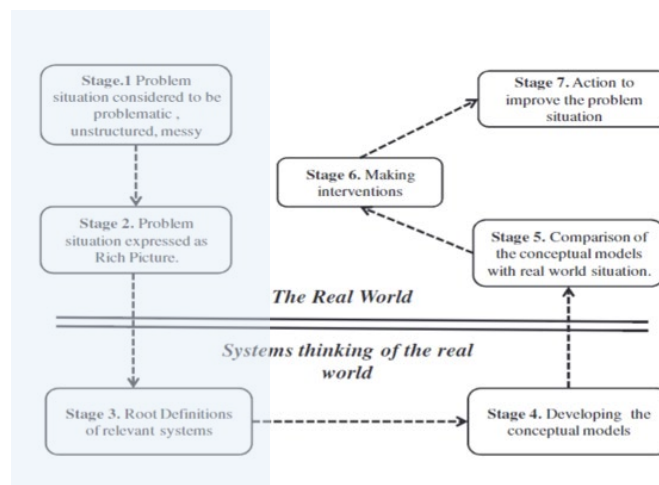 Stage.1 Problem
situation considered to be
problematic ,
unstructured, messy
Stage 2. Problem
situation expressed as
Rich Picture.
Stage 3. Root Definitions
of relevant systems
Stage 4. Developing the
conceptual models
Stage 5. Comparison of
the conceptual models
with real world situation.
Stage 6. Making
interventions
Stage 7. Action to
improve the problem
situation
The Real World
Systems thinking of the real
world